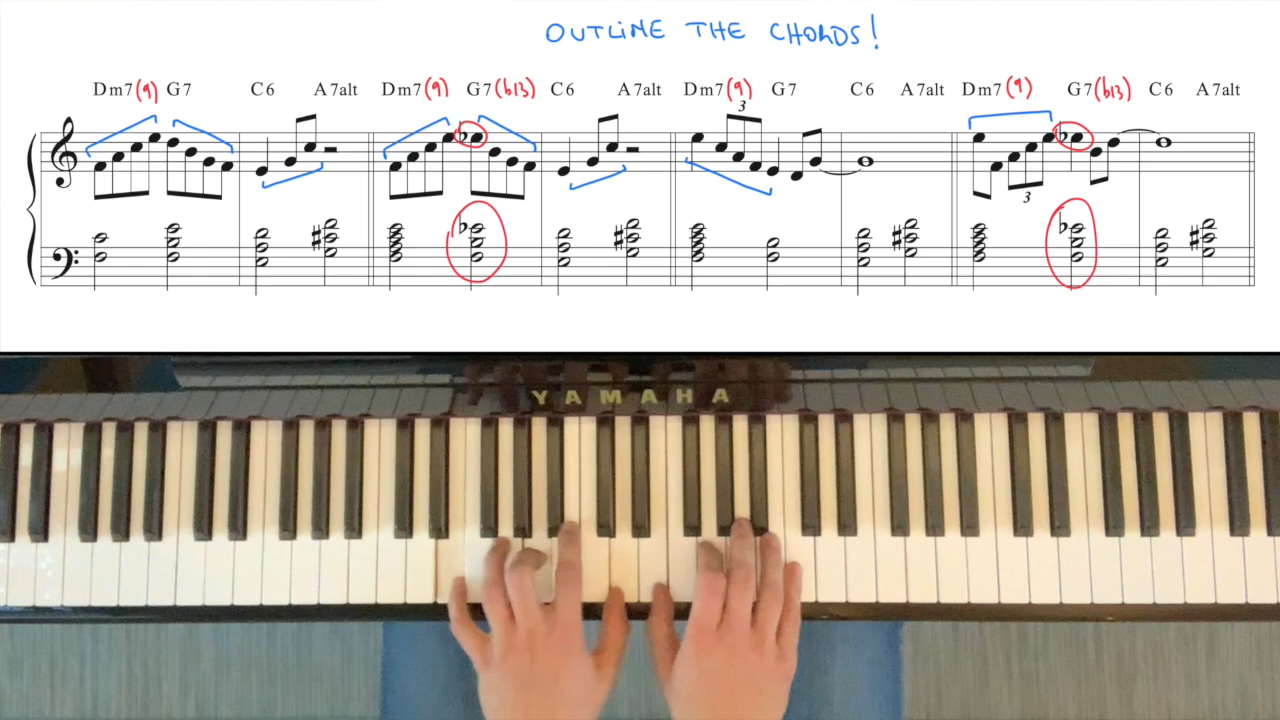 OUTLINE THE CHORDS!
Dm7(9) G7 C6 A7alt Dm7(9) G7(b13) C6 A7alt Dm7(9) G7 C6 A7alt Dm7(9) G7(b13) C6 A7alt
3 3
YAMAHA